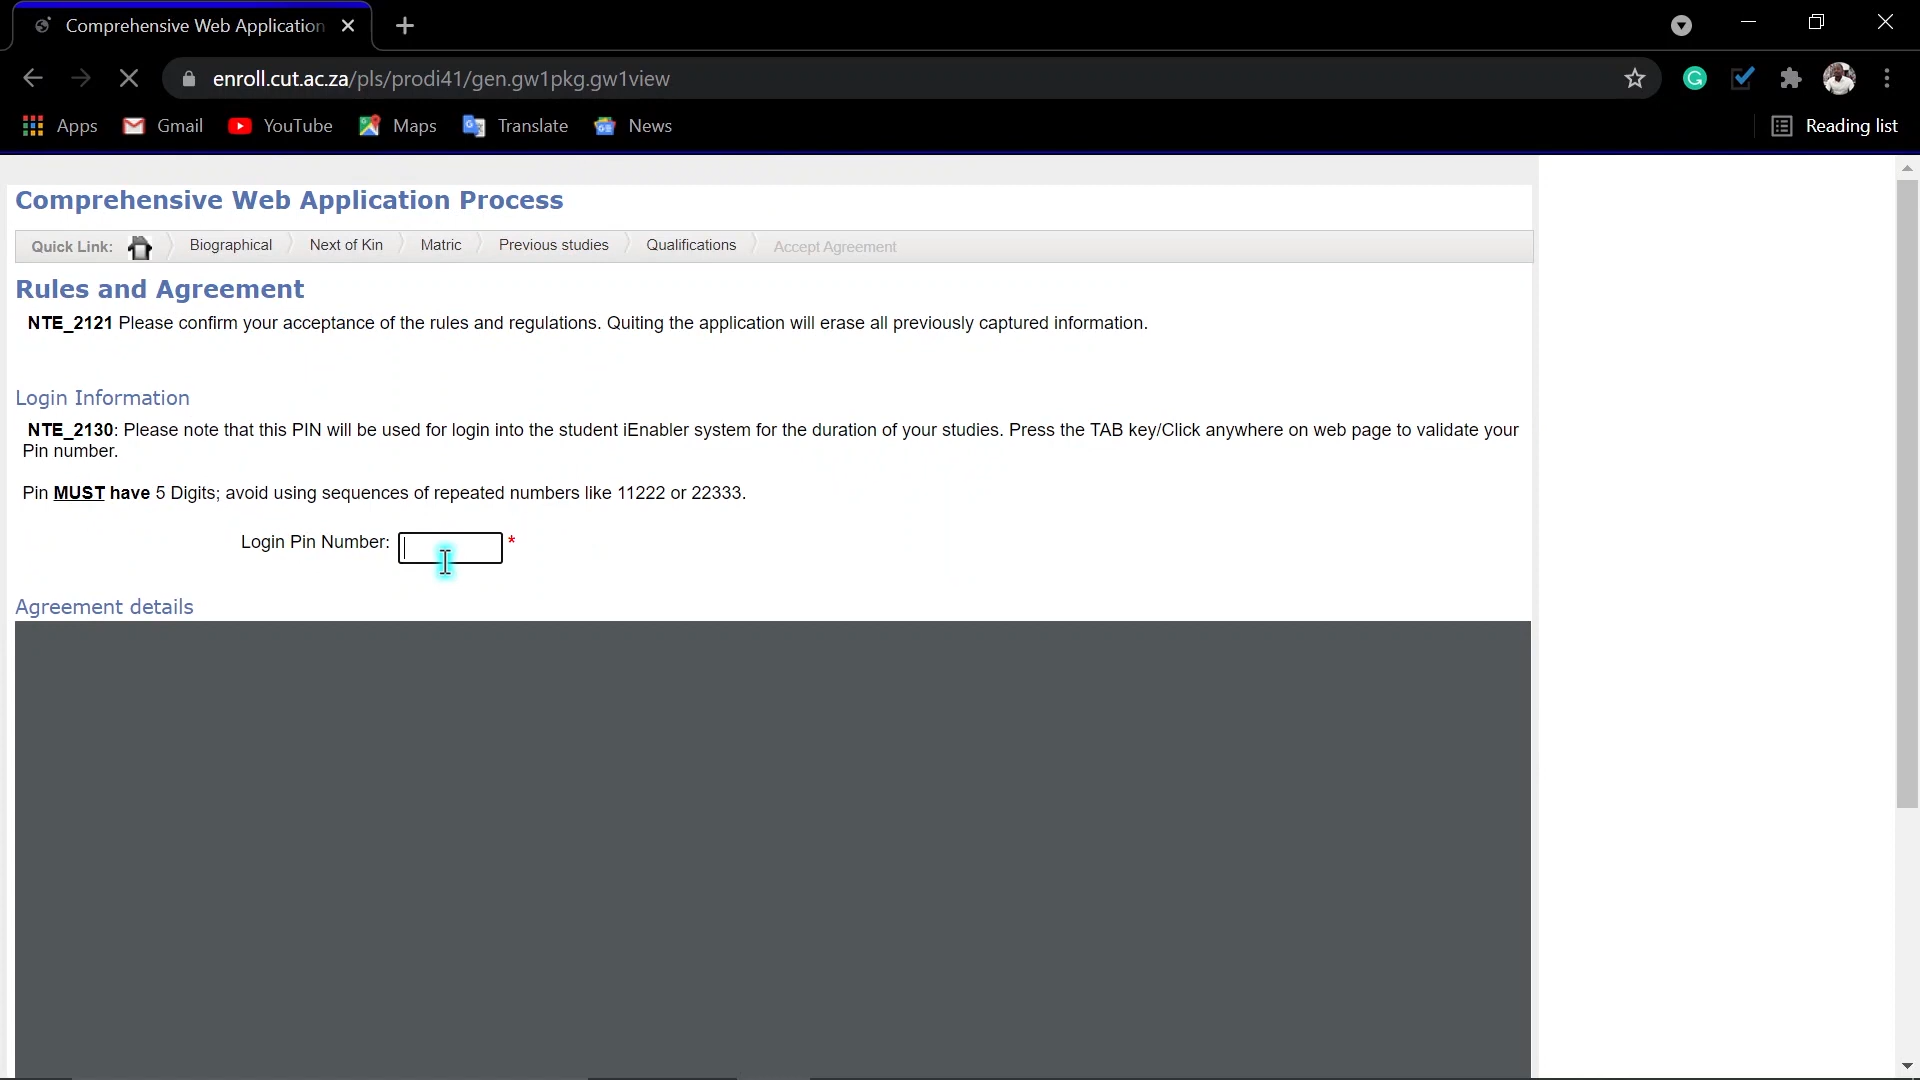 Comprehensive Web Application
enroll.cut.ac.za/pls/prodi41/gen.gw1pkg.gw1view
Apps Gmail YouTube Maps Translate News Reading list
Comprehensive Web Application Process
Quick Link: Biographical Next of Kin Matric Previous studies Qualifications Accept Agreement
Rules and Agreement
NTE_2121 Please confirm your acceptance of the rules and regulations. Quiting the application will erase all previously captured information.
Login Information
NTE_2130: Please note that this PIN will be used for login into the student iEnabler system for the duration of your studies. Press the TAB key/Click anywhere on web page to validate your
Pin number.
Pin MUST have 5 Digits; avoid using sequences of repeated numbers like 11222 or 22333.
Login Pin Number: *
Agreement details